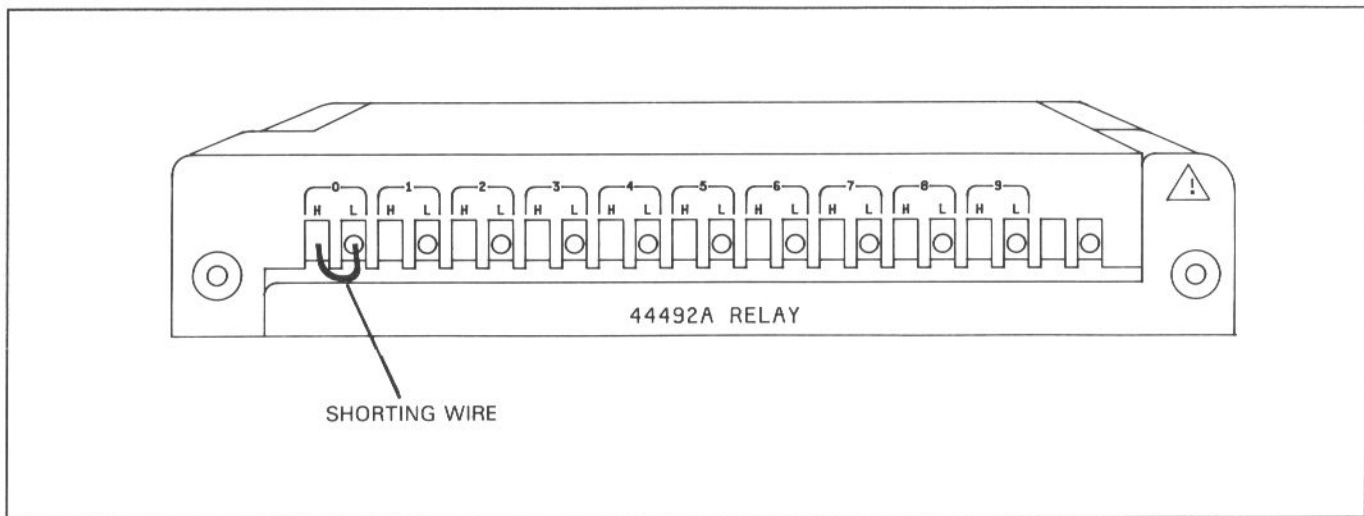 0 1 2 3 4 5 6 7 8 9
H L H L H L H L H L H L H L H L H L H L
!
44492A RELAY
SHORTING WIRE